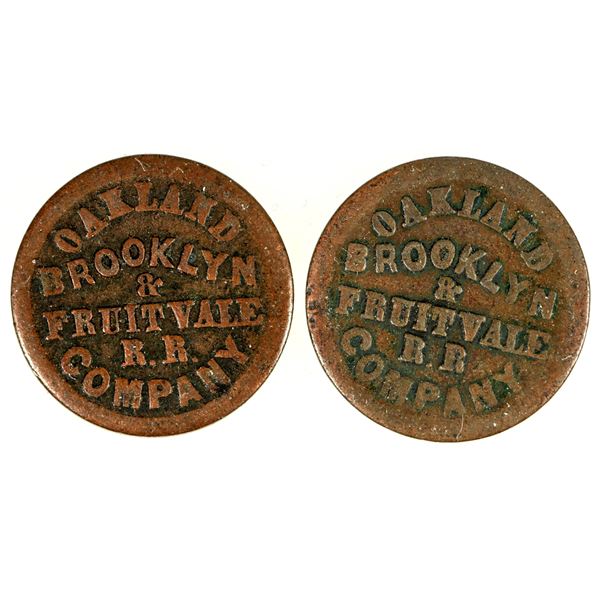 OAKLAND
BROOKLYN
&
FRUITVALE
R.R.
COMPANY
OAKLAND
BROOKLYN
&
FRUITVALE
R.R.
COMPANY